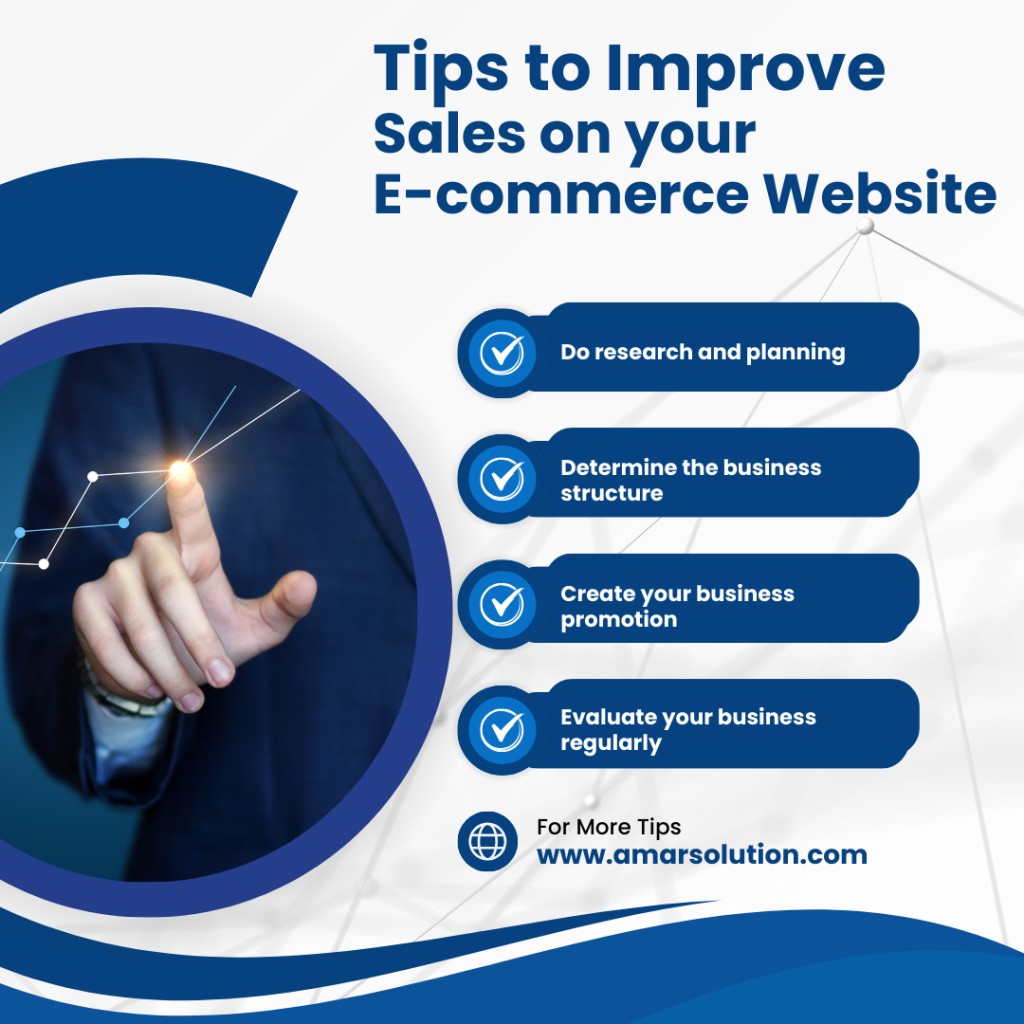 Tips to Improve
Sales on your
E-commerce Website
Do research and planning
Determine the business
structure
Create your business
promotion
Evaluate your business
regularly
For More Tips
www.amarsolution.com